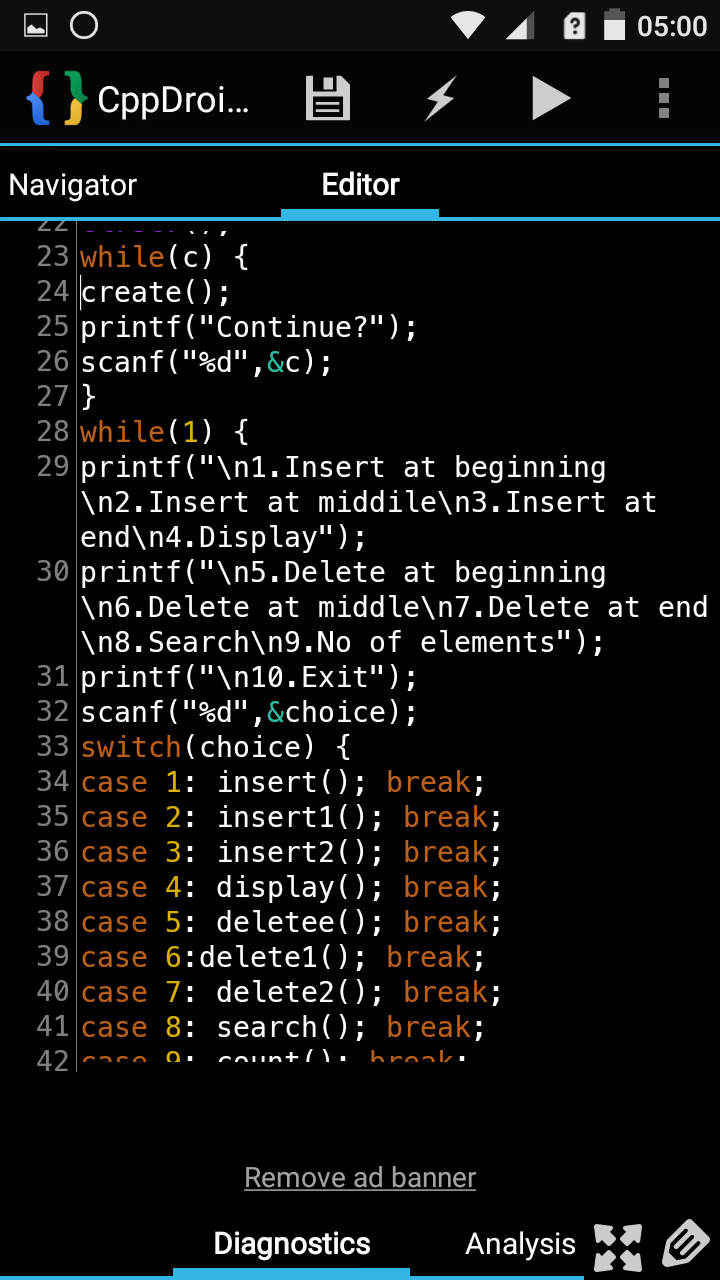 05:00
CppDroi...
Navigator
Editor
22
23 while(c) {
24 create();
25 printf("Continue?");
26 scanf("%d",&c);
27 }
28 while(1) {
29 printf("\n1.Insert at beginning
\n2.Insert at middile\n3.Insert at
end\n4.Display");
30 printf("\n5.Delete at beginning
\n6.Delete at middle\n7.Delete at end
\n8.Search\n9.No of elements");
31 printf("\n10.Exit");
32 scanf("%d",&choice);
33 switch(choice) {
34 case 1: insert(); break;
35 case 2: insert1(); break;
36 case 3: insert2(); break;
37 case 4: display(); break;
38 case 5: deletee(); break;
39 case 6:delete1(); break;
40 case 7: delete2(); break;
41 case 8: search(); break;
42 case 9: count(); break;
Remove ad banner
Diagnostics
Analysis